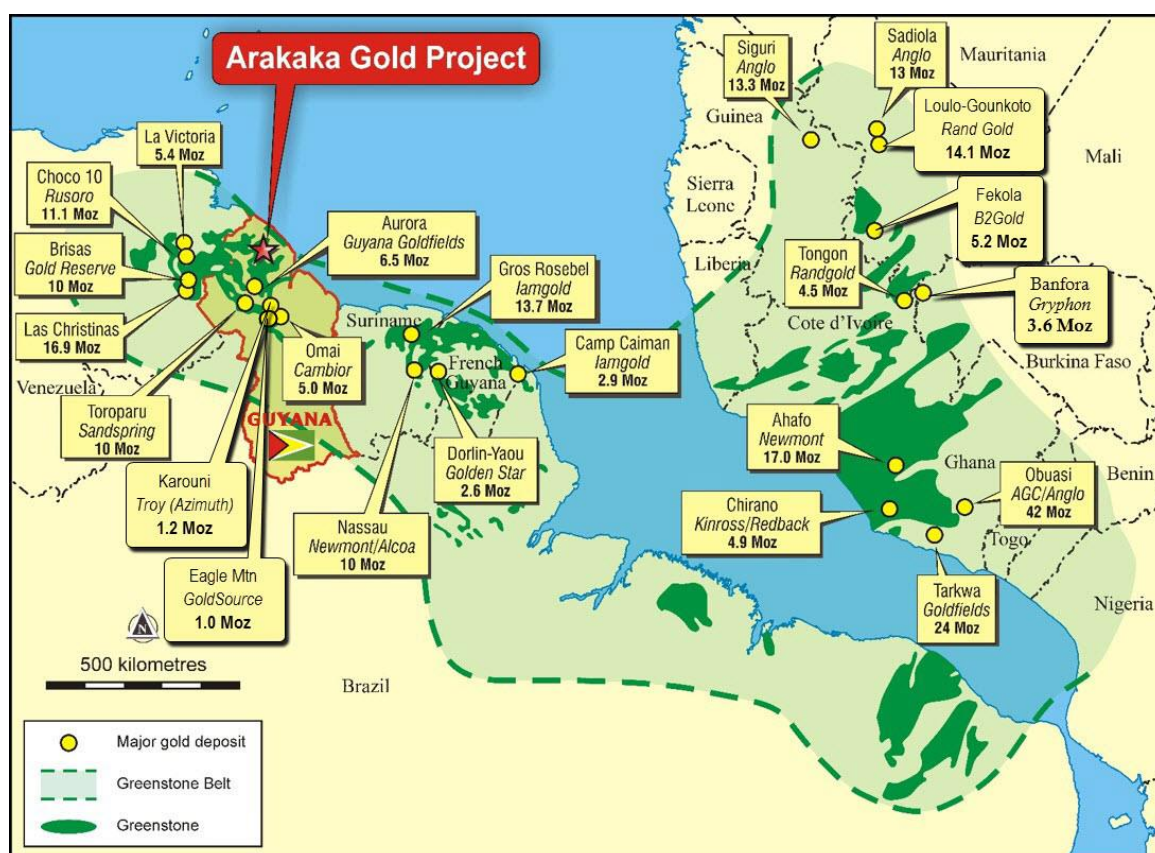 Arakaka Gold Project
La Victoria
5.4 Moz
Choco 10
Rusoro
11.1 Moz
Brisas
Gold Reserve
10 Moz
Las Christinas
16.9 Moz
Venezuela
Toroparu
Sandspring
10 Moz
Karouni
Troy (Azimuth)
1.2 Moz
Eagle Mtn
GoldSource
1.0 Moz
GUYANA
Omai
Cambior
5.0 Moz
Aurora
Guyana Goldfields
6.5 Moz
Gros Rosebel
Iamgold
13.7 Moz
Suriname
French
Guyana
Camp Caiman
Iamgold
2.9 Moz
Dorlin-Yaou
Golden Star
2.6 Moz
Nassau
Newmont/Alcoa
10 Moz
Brazil
Siguri
Anglo
13.3 Moz
Sadiola
Anglo
13 Moz
Mauritania
Guinea
Loulo-Gounkoto
Rand Gold
14.1 Moz
Mali
Sierra
Leone
Fekola
B2Gold
5.2 Moz
Liberia
Tongon
Randgold
4.5 Moz
Banfora
Gryphon
3.6 Moz
Cote d'Ivoire
Burkina Faso
Ahafo
Newmont
17.0 Moz
Ghana
Benin
Obuasi
AGC/Anglo
42 Moz
Chirano
Kinross/Redback
4.9 Moz
Togo
Tarkwa
Goldfields
24 Moz
Nigeria
N
500 kilometres
Major gold deposit
Greenstone Belt
Greenstone